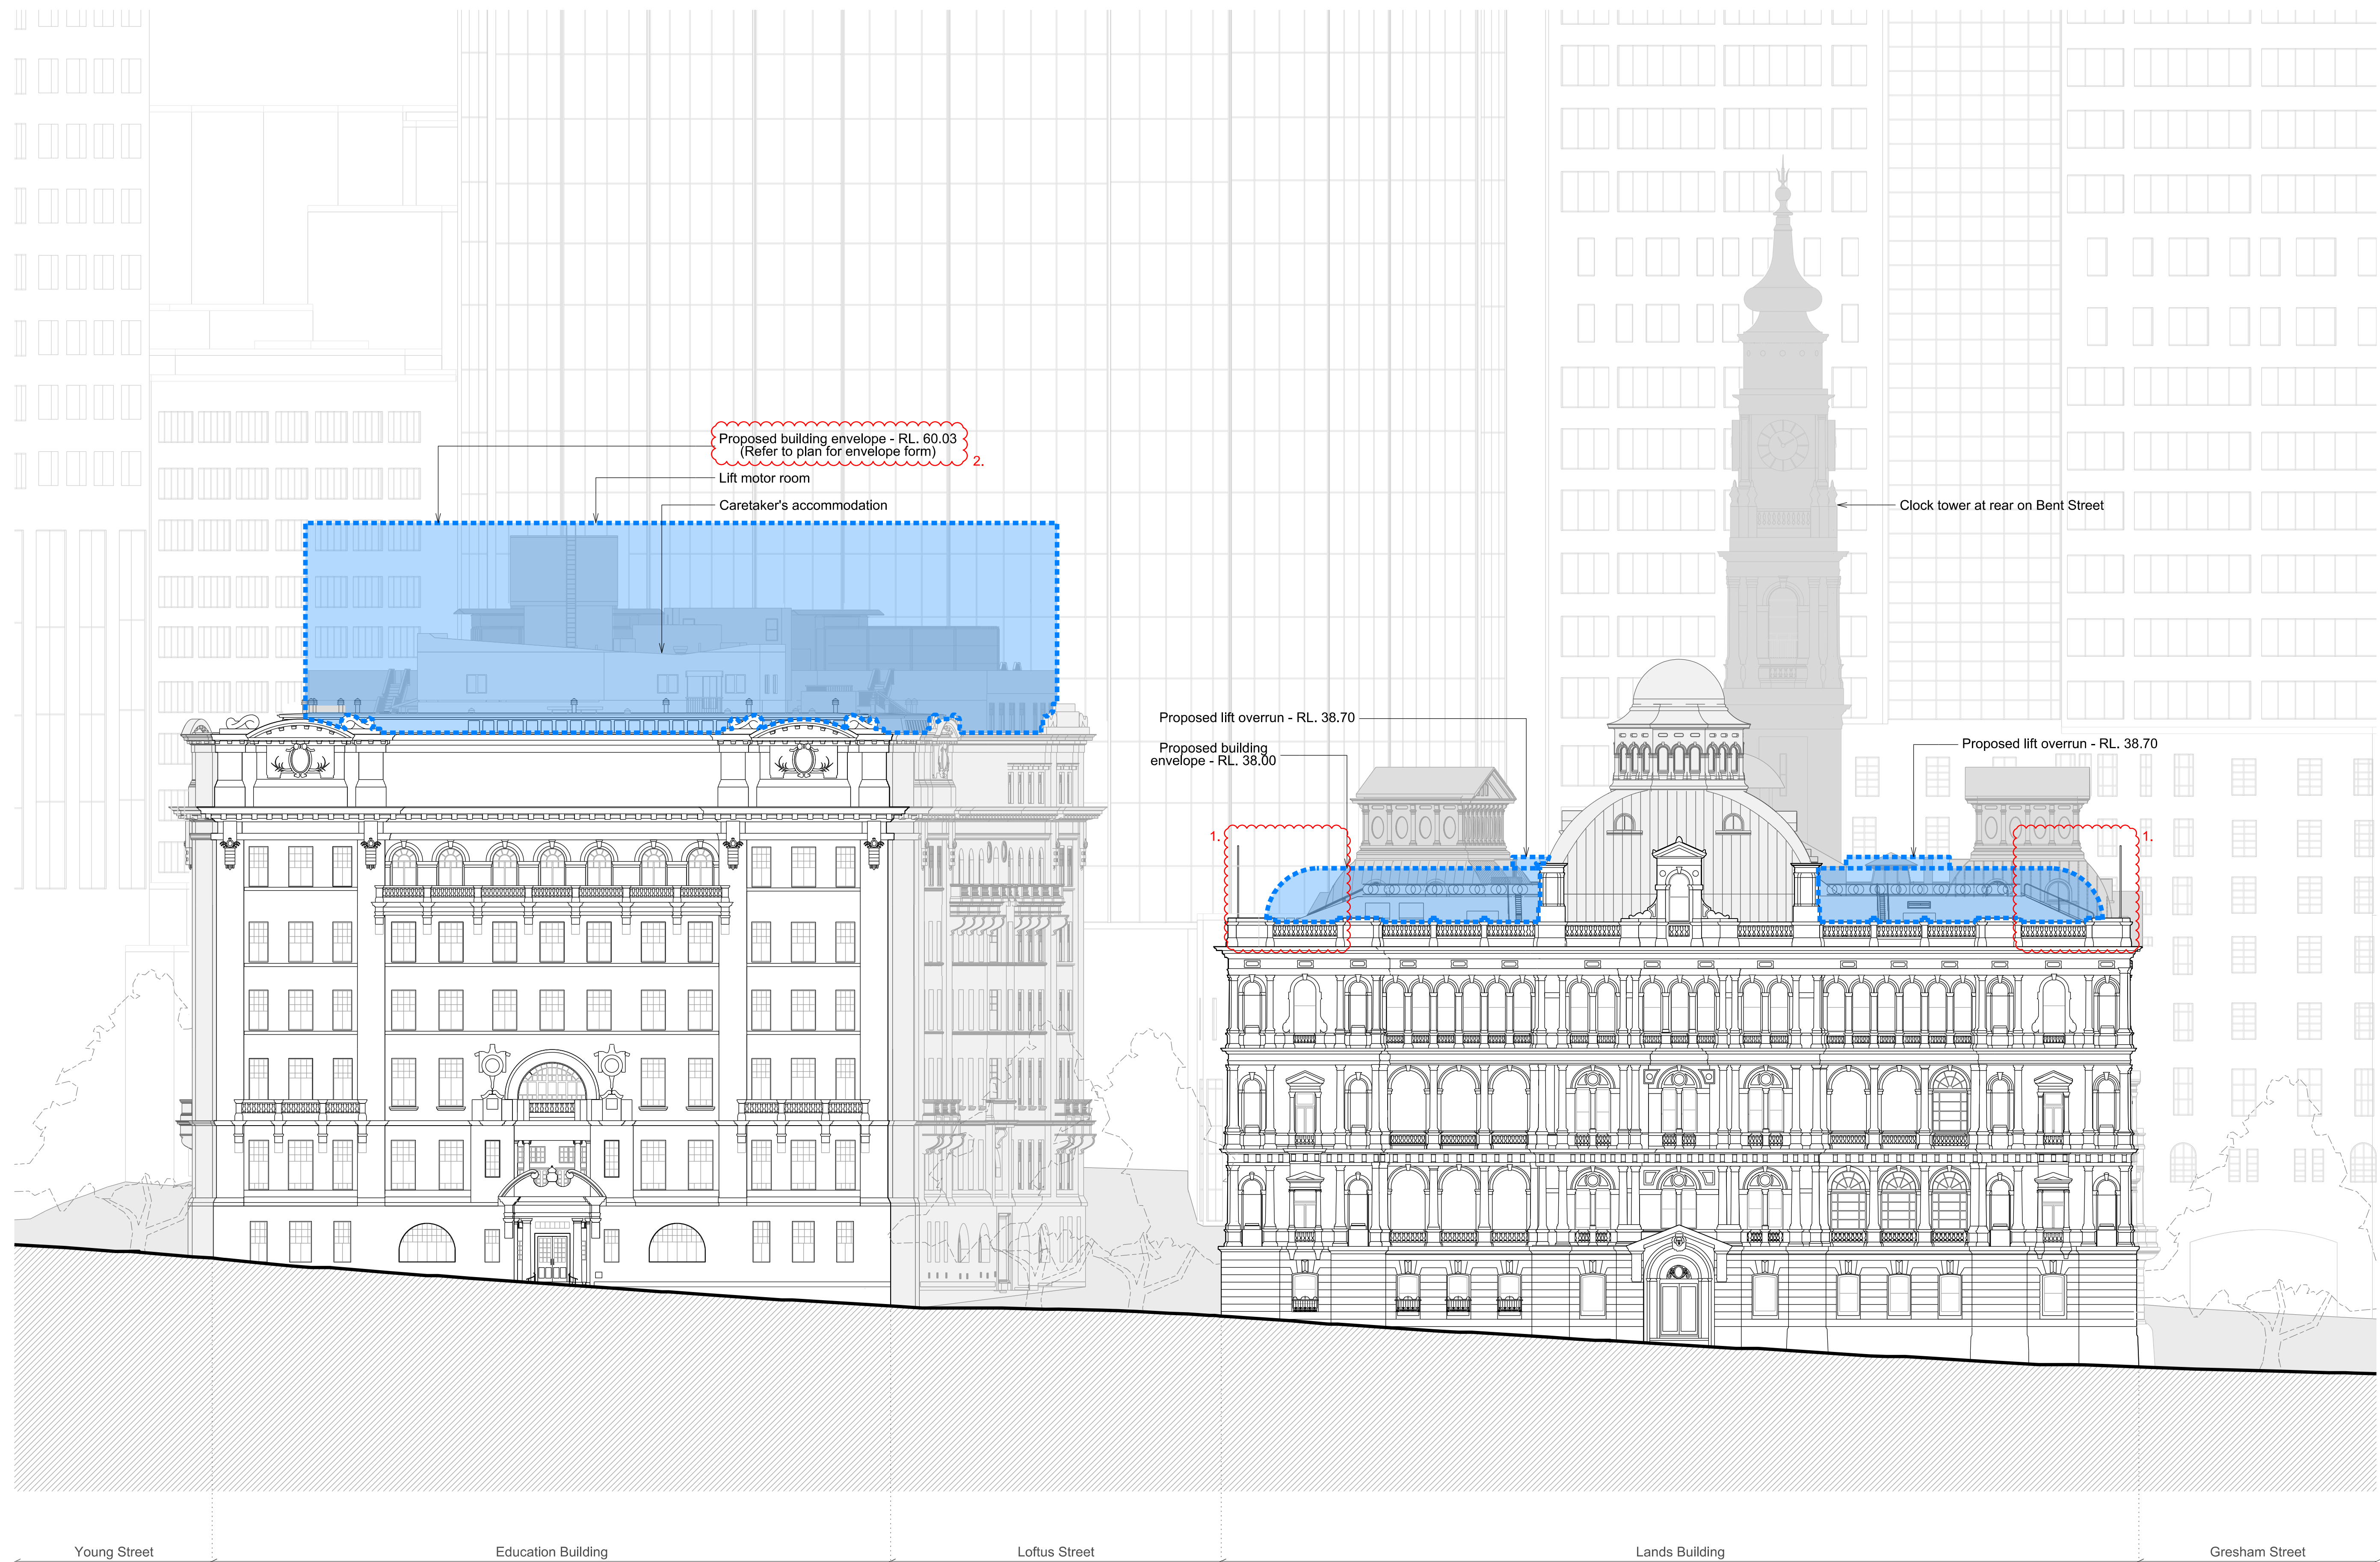 Proposed building envelope - RL. 60.03
(Refer to plan for envelope form)
2.
Lift motor room
Caretaker's accommodation
Clock tower at rear on Bent Street
Proposed lift overrun - RL. 38.70
Proposed building
envelope - RL. 38.00
Proposed lift overrun - RL. 38.70
1.
1.
Young Street
Education Building
Loftus Street
Lands Building
Gresham Street